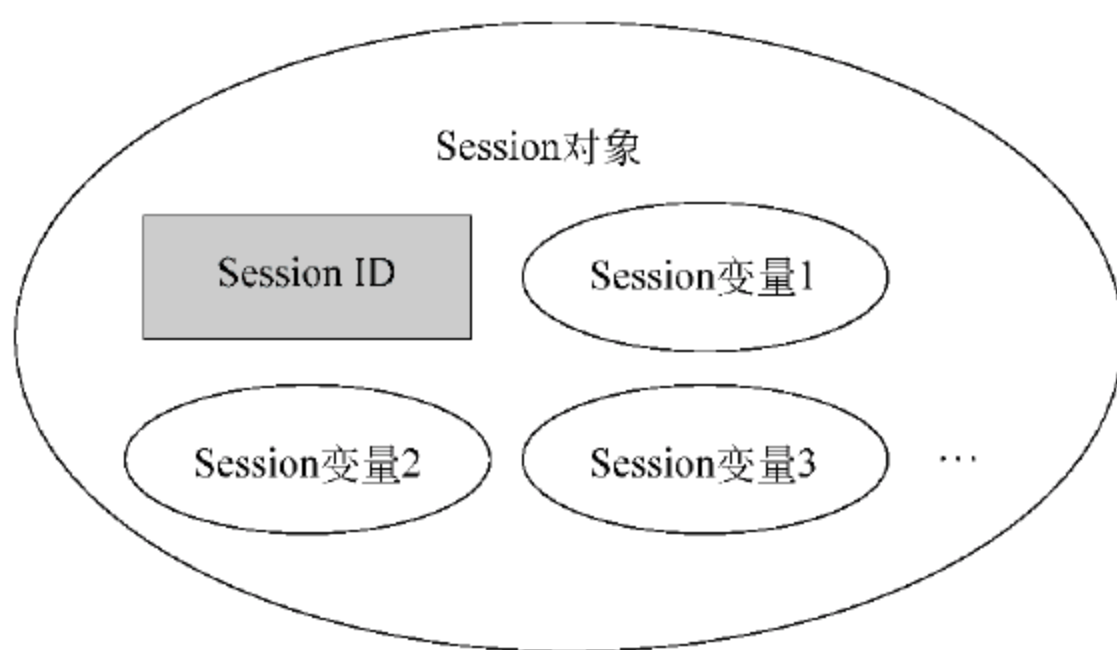 Session对象
Session ID
Session变量1
Session变量2
Session变量3
…